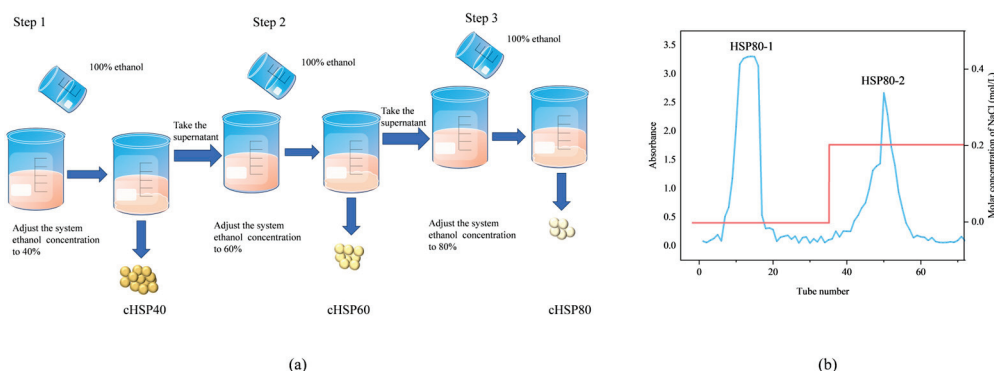 Step 1
Step 2
Step 3
100% ethanol
100% ethanol
100% ethanol
Take the
supernatant
Take the
supernatant
Adjust the system
ethanol concentration
to 40%
Adjust the system
ethanol concentration
to 60%
Adjust the system
ethanol concentration
to 80%
cHSP40
cHSP60
cHSP80
(a)
HSP80-1
HSP80-2
Absorbance
3.5
3.0
2.5
2.0
1.5
1.0
0.5
0.0
0
20
40
60
Tube number
0.4
0.2
0.0
Molar concentration of NaCl (mol/L)
(b)